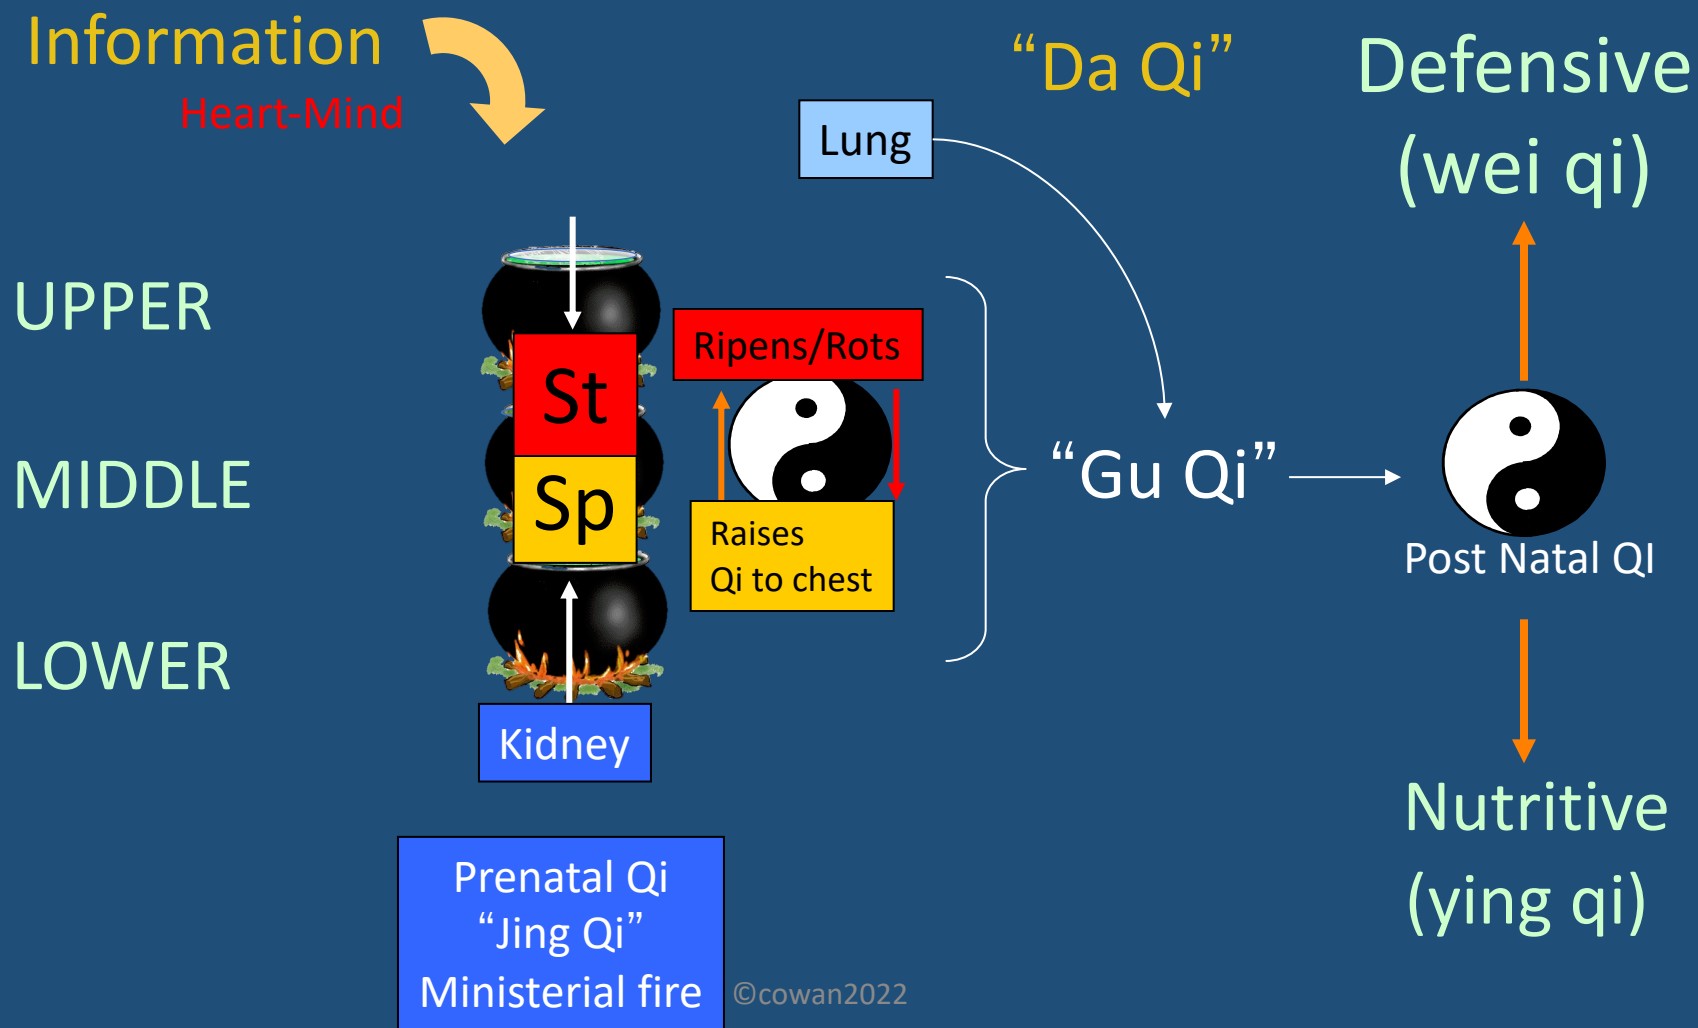 Information
Heart-Mind
“Da Qi”
Defensive
(wei qi)
Lung
UPPER
MIDDLE
LOWER
St
Sp
Ripens/Rots
Raises
Qi to chest
“Gu Qi”
Post Natal QI
Kidney
Nutritive
(ying qi)
Prenatal Qi
“Jing Qi”
Ministerial fire
©cowan2022